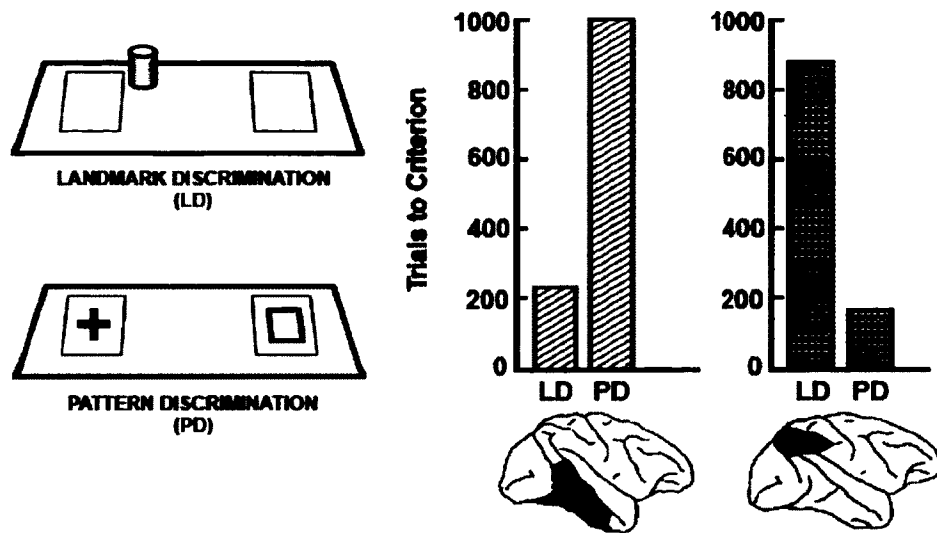 LANDMARK DISCRIMINATION
(LD)
PATTERN DISCRIMINATION
(PD)
Trials to Criterion
1000
800
600
400
200
0
LD PD
1000
800
600
400
200
0
LD PD